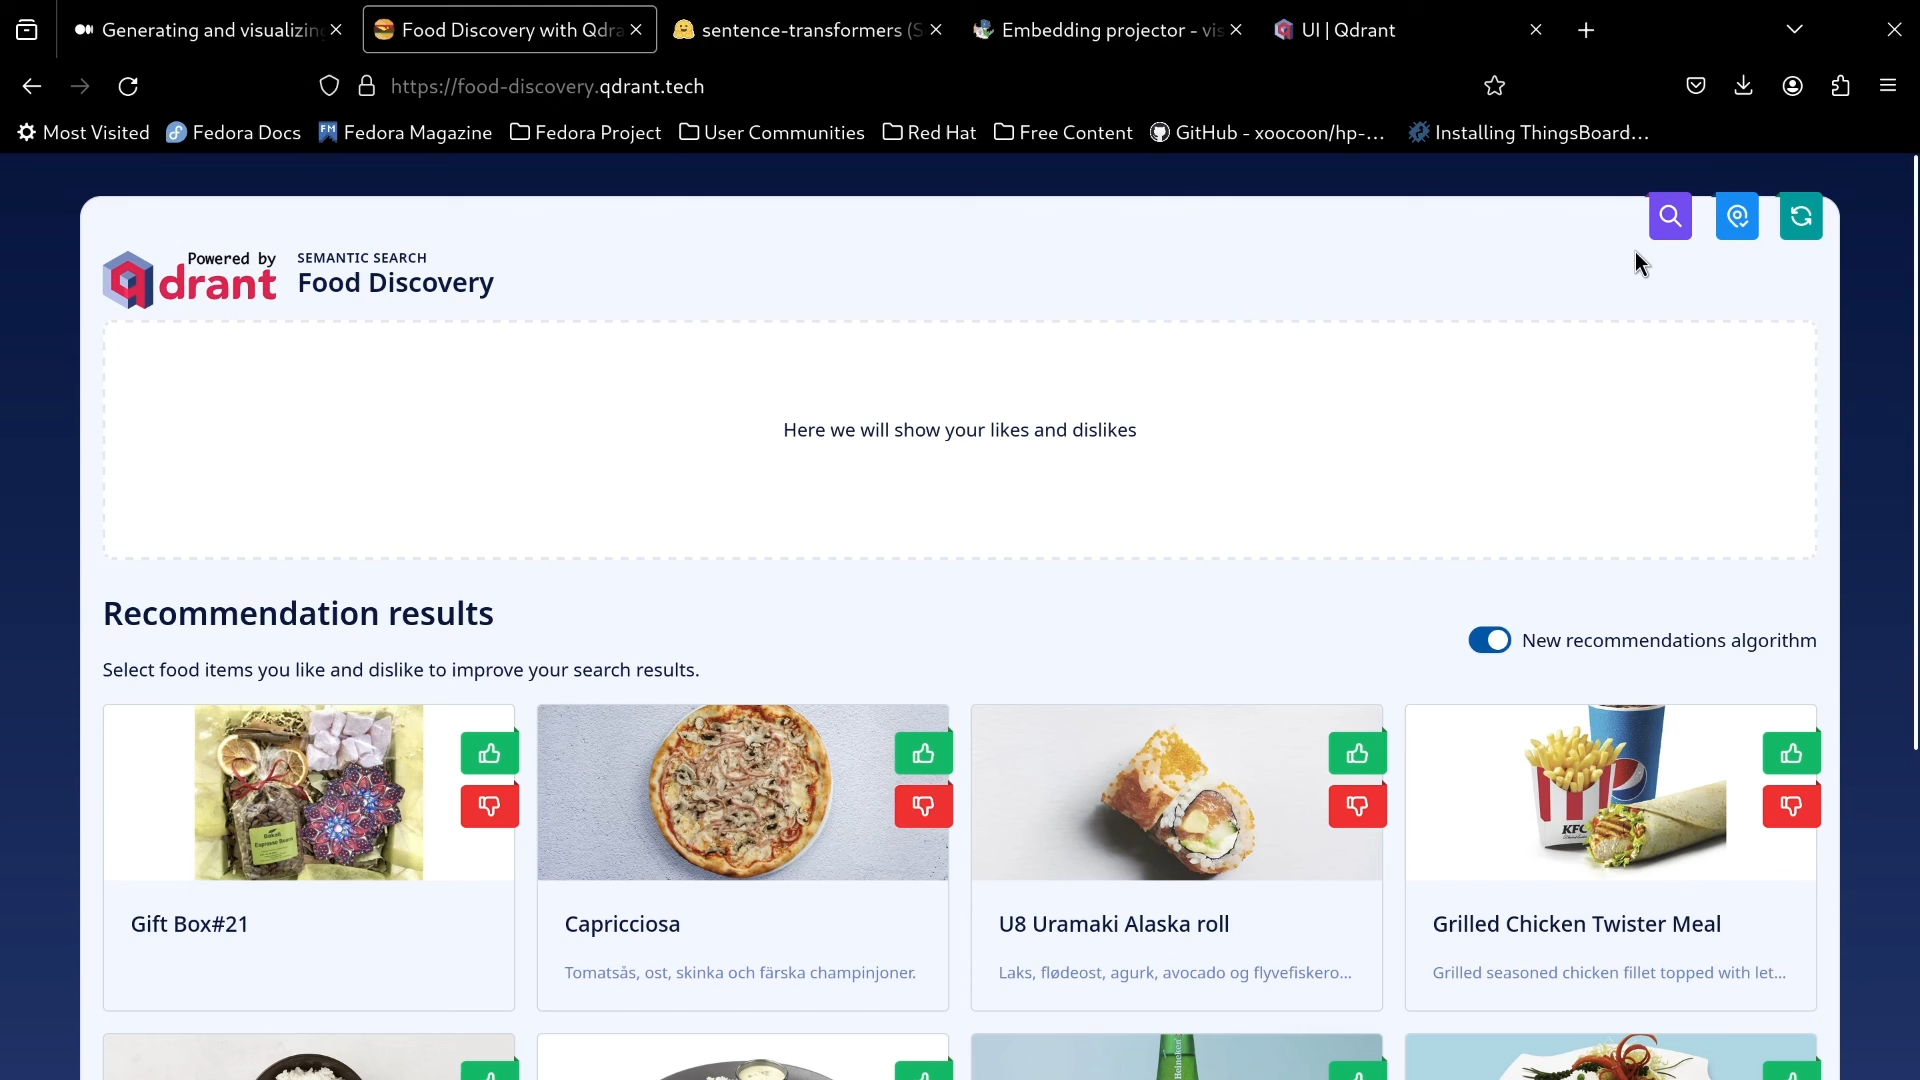 Generating and visualizin
Food Discovery with Qdra
sentence-transformers (S
Embedding projector - vis
UI | Qdrant
https://food-discovery.qdrant.tech
Most Visited
Fedora Docs
Fedora Magazine
Fedora Project
User Communities
Red Hat
Free Content
GitHub - xoocoon/hp-...
Installing ThingsBoard...
Powered by
qdrant
SEMANTIC SEARCH
Food Discovery
Here we will show your likes and dislikes
Recommendation results
New recommendations algorithm
Select food items you like and dislike to improve your search results.
KFC
Gift Box#21
Capricciosa
U8 Uramaki Alaska roll
Grilled Chicken Twister Meal
Tomatsås, ost, skinka och färska champinjoner.
Laks, flødeost, agurk, avocado og flyvefiskero...
Grilled seasoned chicken fillet topped with let...
Heineken